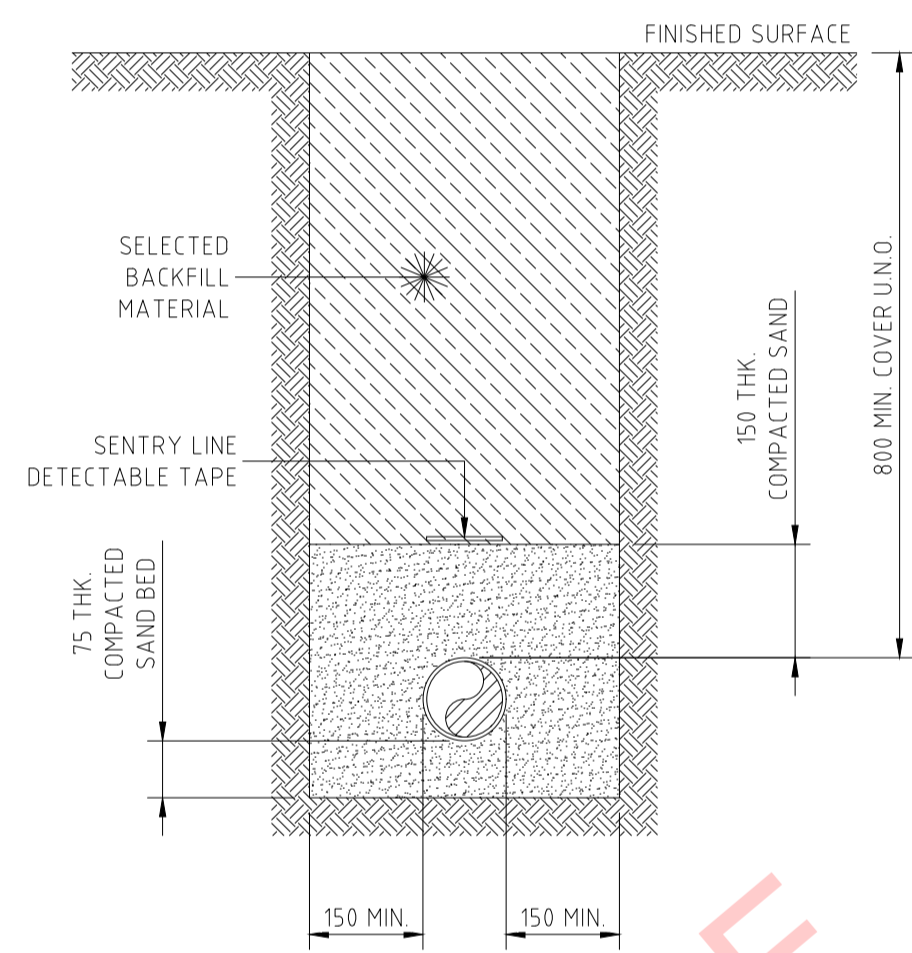 FINISHED SURFACE
SELECTED
BACKFILL
MATERIAL
SENTRY LINE
DETECTABLE TAPE
75 THK.
COMPACTED
SAND BED
150 THK.
COMPACTED SAND
800 MIN. COVER U.N.O.
150 MIN.
150 MIN.